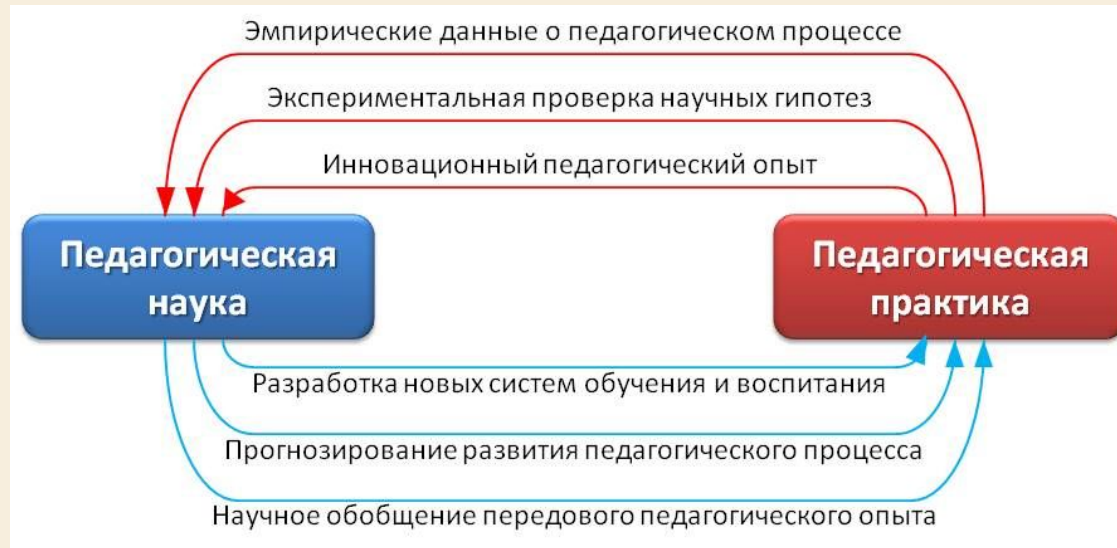 Эмпирические данные о педагогическом процессе
Экспериментальная проверка научных гипотез
Инновационный педагогический опыт
Педагогическая
наука
Педагогическая
практика
Разработка новых систем обучения и воспитания
Прогнозирование развития педагогического процесса
Научное обобщение передового педагогического опыта